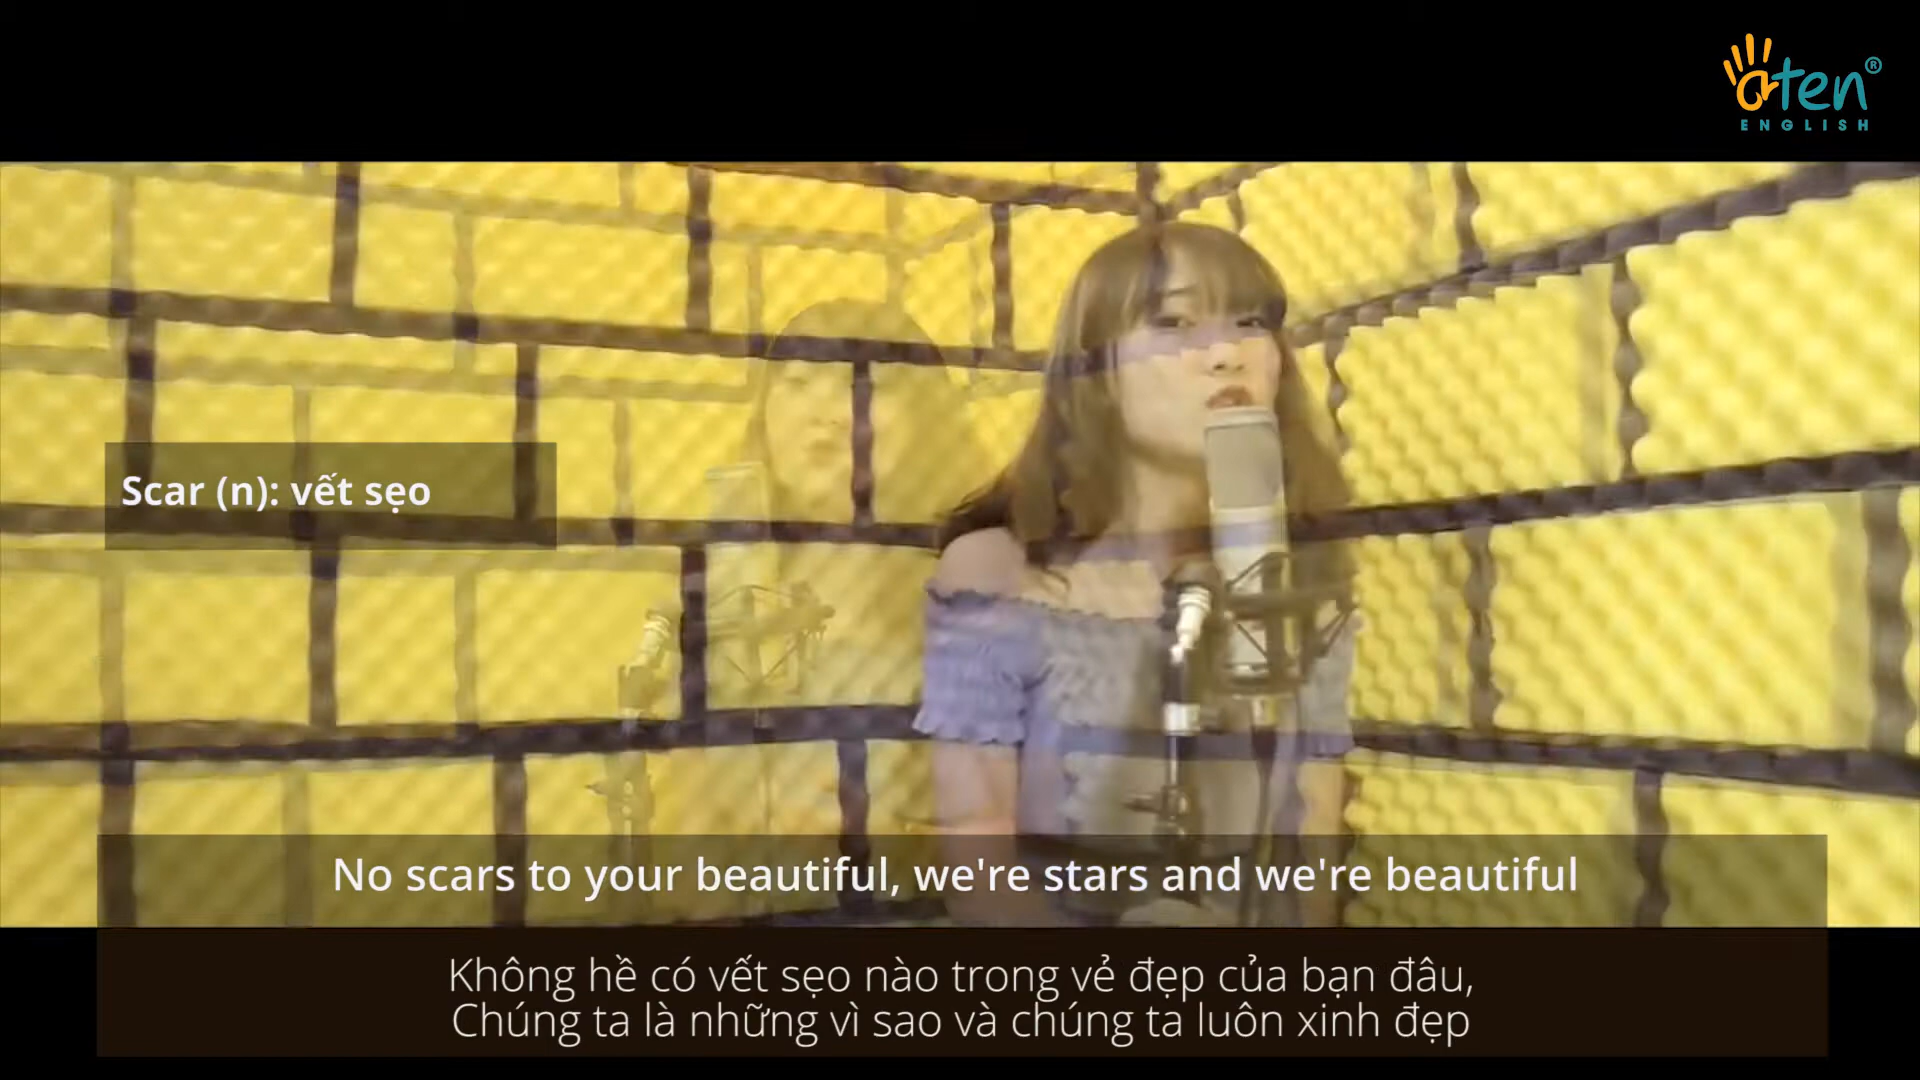 aten®
ENGLISH
Scar (n): vết sẹo
No scars to your beautiful, we're stars and we're beautiful
Không hề có vết sẹo nào trong vẻ đẹp của bạn đâu,
Chúng ta là những vì sao và chúng ta luôn xinh đẹp